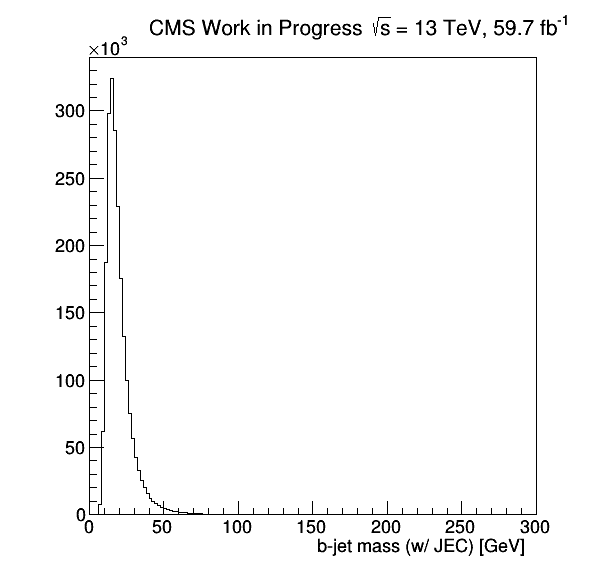 CMS Work in Progress √s = 13 TeV, 59.7 fb⁻¹
×10³
300
250
200
150
100
50
0
0 50 100 150 200 250 300
b-jet mass (w/ JEC) [GeV]